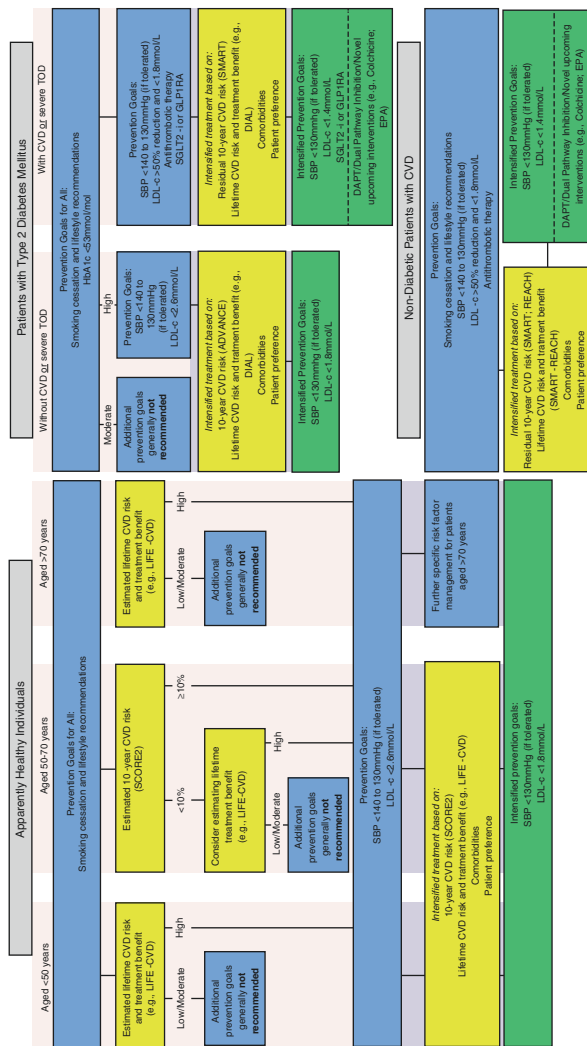 Apparently Healthy Individuals
Aged <50 years
Aged 50-70 years
Aged >70 years
Prevention Goals for All:
Smoking cessation and lifestyle recommendations
Estimated lifetime CVD risk
and treatment benefit
(e.g., LIFE -CVD)
Estimated 10 -year CVD risk
(SCORE2)
Estimated lifetime CVD risk
and treatment benefit
(e.g., LIFE -CVD)
Low/Moderate
High
<10%
≥10%
Low/Moderate
High
Additional
prevention goals
generally not
recommended
Consider estimating lifetime
treatment benefit
(e.g., LIFE-CVD)
Additional
prevention goals
generally not
recommended
Low/Moderate
High
Additional
prevention goals
generally not
recommended
Prevention Goals:
SBP <140 to 130mmHg (if tolerated)
LDL-c <2.6mmol/L
Intensified treatment based on:
10-year CVD risk (SCORE2)
Lifetime CVD risk and tratment benefit (e.g., LIFE -CVD)
Comorbidities
Patient preference
Further specific risk factor
management for patients
aged >70 years
Intensified prevention goals:
SBP <130mmHg (if tolerated)
LDL-c <1.8mmol/L
Patients with Type 2 Diabetes Mellitus
Without CVD or severe TOD
With CVD or severe TOD
Prevention Goals for All:
Smoking cessation and lifestyle recommendations
HbA1c <53mmol/mol
Moderate
High
Additional
prevention goals
generally not
recommended
Prevention Goals:
SBP <140 to
130mmHg
(if tolerated)
LDL-c <2.6mmol/L
Prevention Goals:
SBP <140 to 130mmHg (if tolerated)
LDL-c >50% reduction and <1.8mmol/L
Antithrombotic therapy
SGLT2 -i or GLP1RA
Intensified treatment based on:
10-year CVD risk (ADVANCE)
Lifetime CVD risk and tratment benefit (e.g.,
DIAL)
Comorbidities
Patient preference
Intensified treatment based on:
Residual 10-year CVD risk (SMART)
Lifetime CVD risk and treatment benefit (e.g.,
DIAL)
Comorbidities
Patient preference
Intensified Prevention Goals:
SBP <130mmHg (if tolerated)
LDL-c <1.8mmol/L
Intensified Prevention Goals:
SBP <130mmHg (if tolerated)
LDL-c <1.4mmol/L
SGLT2 -i or GLP1RA
DAPT/Dual Pathway Inhibition/Novel
upcoming interventions (e.g., Colchicine;
EPA)
Non-Diabetic Patients with CVD
Prevention Goals:
Smoking cessation and lifestyle recommendations
SBP <140 to 130mmHg (if tolerated)
LDL -c >50% reduction and <1.8mmol/L
Antithrombotic therapy
Intensified treatment based on:
Residual 10-year CVD risk (SMART; REACH)
Lifetime CVD risk and treatment benefit
(SMART -REACH)
Comorbidities
Patient preference
Intensified Prevention Goals:
SBP <130mmHg (if tolerated)
LDL-c <1.4mmol/L
DAPT/Dual Pathway Inhibition/Novel upcoming
interventions (e.g., Colchicine; EPA)